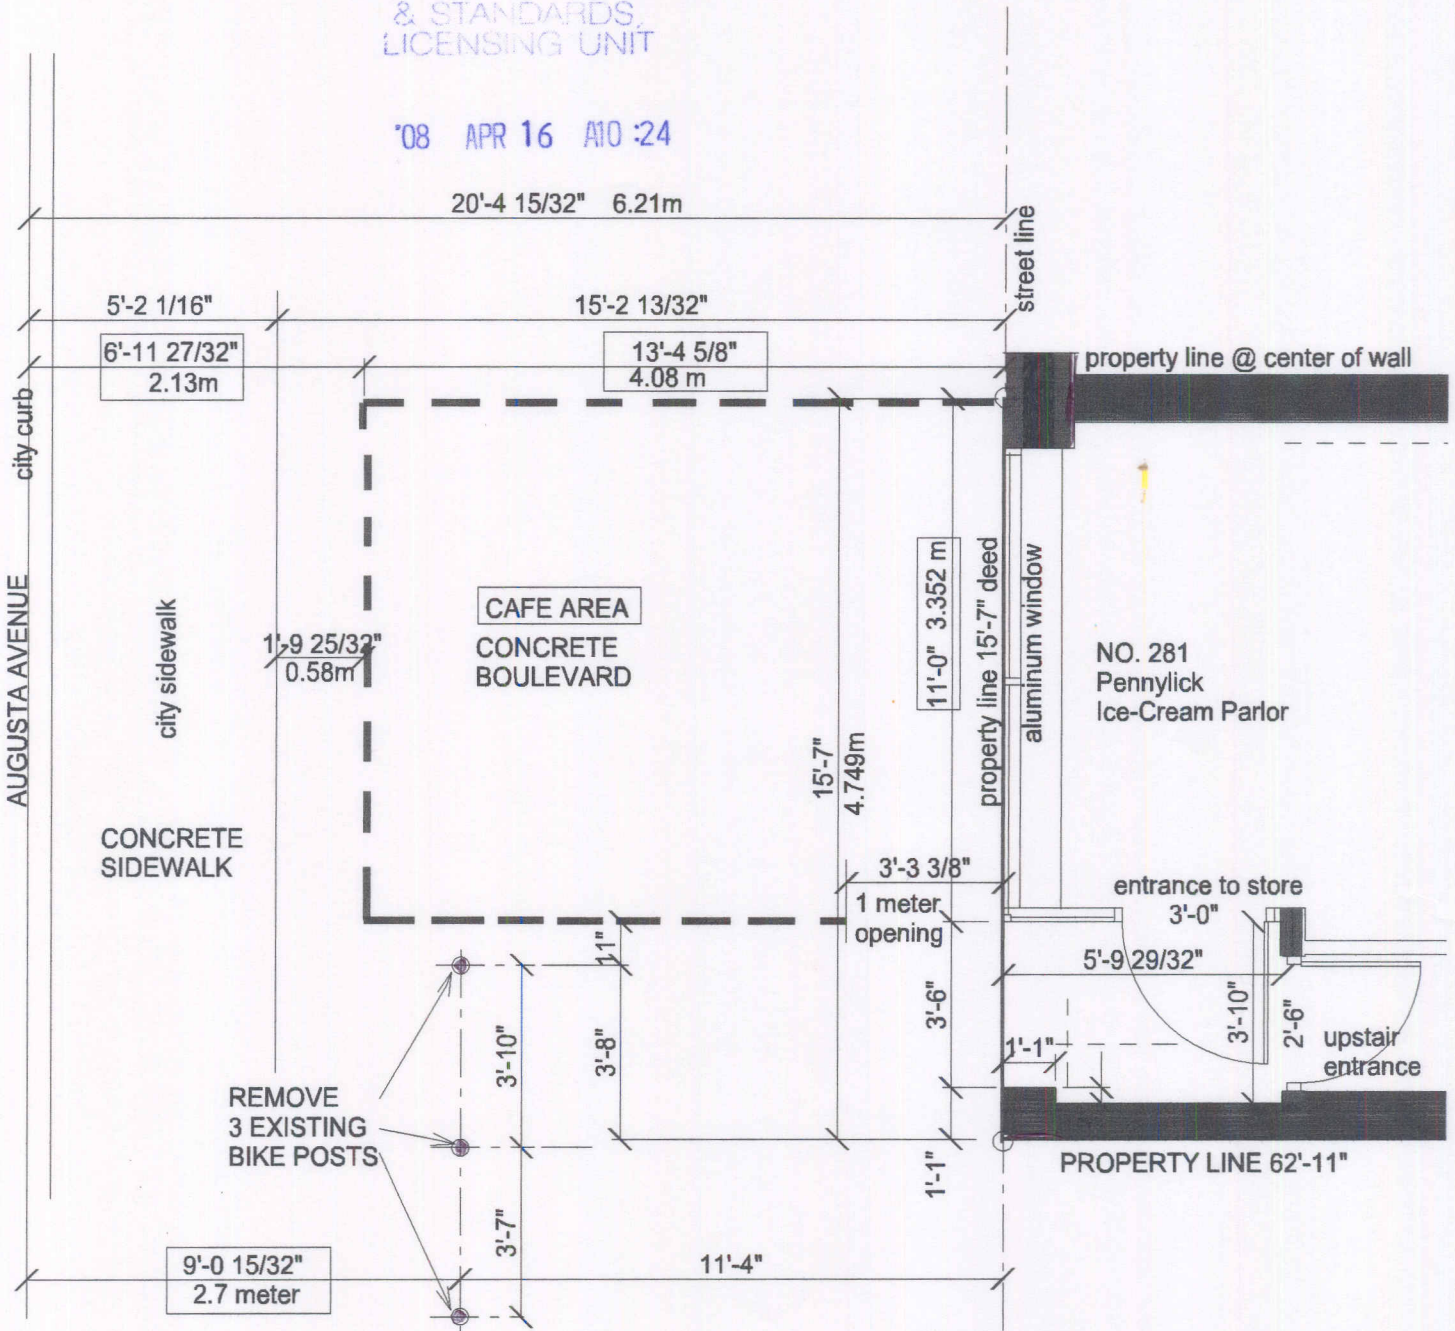 & STANDARDS,
LICENSING UNIT
'08 APR 16 A10:24
20'-4 15/32" 6.21m
street line
5'-2 1/16"
15'-2 13/32"
6'-11 27/32"
2.13m
13'-4 5/8"
4.08 m
property line @ center of wall
city curb
AUGUSTA AVENUE
city sidewalk
1'-9 25/32"
0.58m
CAFE AREA
CONCRETE
BOULEVARD
11'-0" 3.352 m
property line 15'-7" deed
aluminum window
NO. 281
Pennylick
Ice-Cream Parlor
15'-7"
4.749m
CONCRETE
SIDEWALK
3'-3 3/8"
1 meter
opening
entrance to store
3'-0"
5'-9 29/32"
11"
3'-10"
3'-8"
3'-6"
1'-1"
3'-10"
2'-6"
upstair
entrance
REMOVE
3 EXISTING
BIKE POSTS
1'-1"
PROPERTY LINE 62'-11"
3'-7"
9'-0 15/32"
2.7 meter
11'-4"